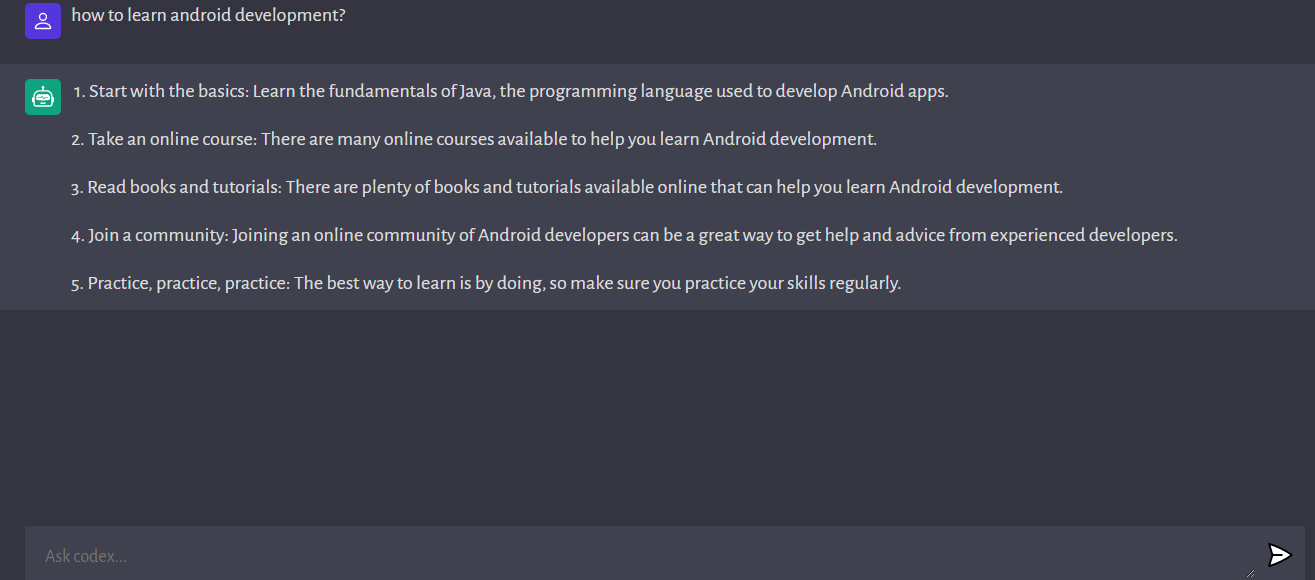 how to learn android development?
1. Start with the basics: Learn the fundamentals of Java, the programming language used to develop Android apps.
2. Take an online course: There are many online courses available to help you learn Android development.
3. Read books and tutorials: There are plenty of books and tutorials available online that can help you learn Android development.
4. Join a community: Joining an online community of Android developers can be a great way to get help and advice from experienced developers.
5. Practice, practice, practice: The best way to learn is by doing, so make sure you practice your skills regularly.
Ask codex...